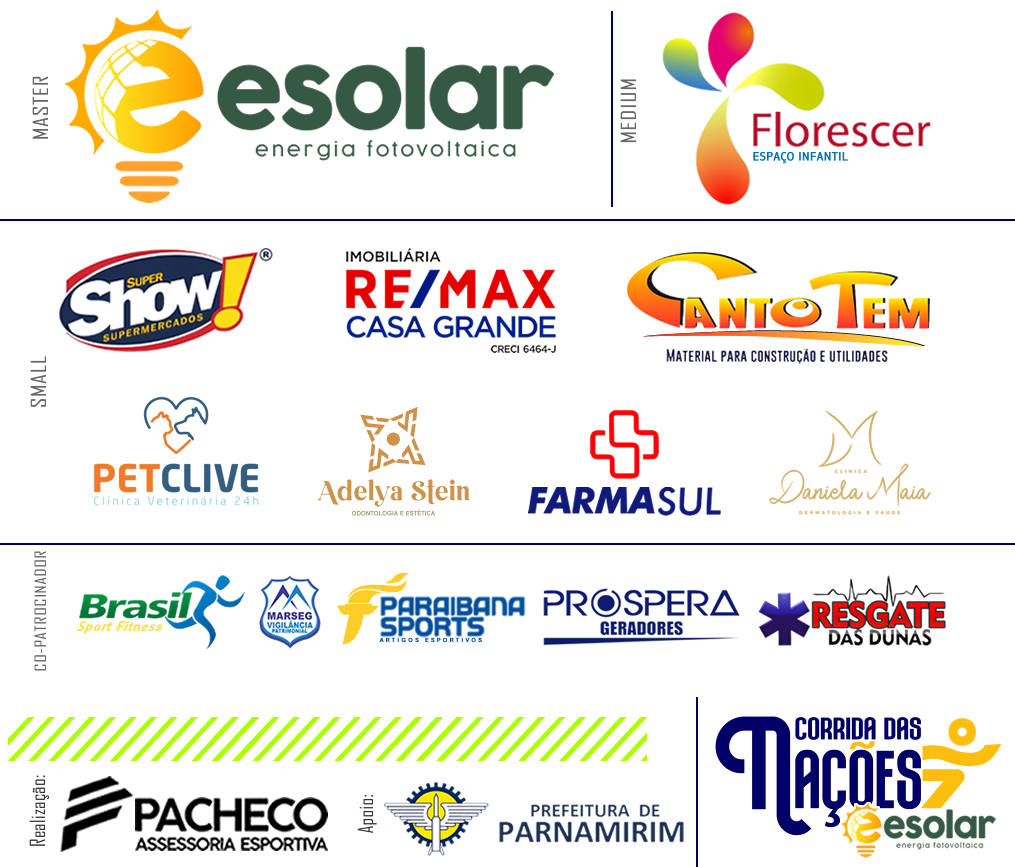 MASTER
esolar
energia fotovoltaica
MEDIUM
Florescer
ESPAÇO INFANTIL
SMALL
SUPER
Show!®
SUPERMERCADOS
IMOBILIÁRIA
RE/MAX
CASA GRANDE
CRECI 6464-J
CANTO TEM
MATERIAL PARA CONSTRUÇÃO E UTILIDADES
PETCLIVE
Clínica Veterinária 24h
Adelya Stein
ODONTOLOGIA E ESTÉTICA
FARMASUL
CLINICA
Daniela Maia
DERMATOLOGIA E SAUDE
CO-PATROCINADOR
Brasil
Sport Fitness
MARSEG
VIGILÂNCIA
PATRIMONIAL
PARAIBANA
SPORTS
ARTIGOS ESPORTIVOS
PROSPERA
GERADORES
RESGATE
DAS DUNAS
Realização:
PACHECO
ASSESSORIA ESPORTIVA
Apoio:
PREFEITURA DE
PARNAMIRIM
CORRIDA DAS
NAÇÕES
esolar
energia fotovoltaica